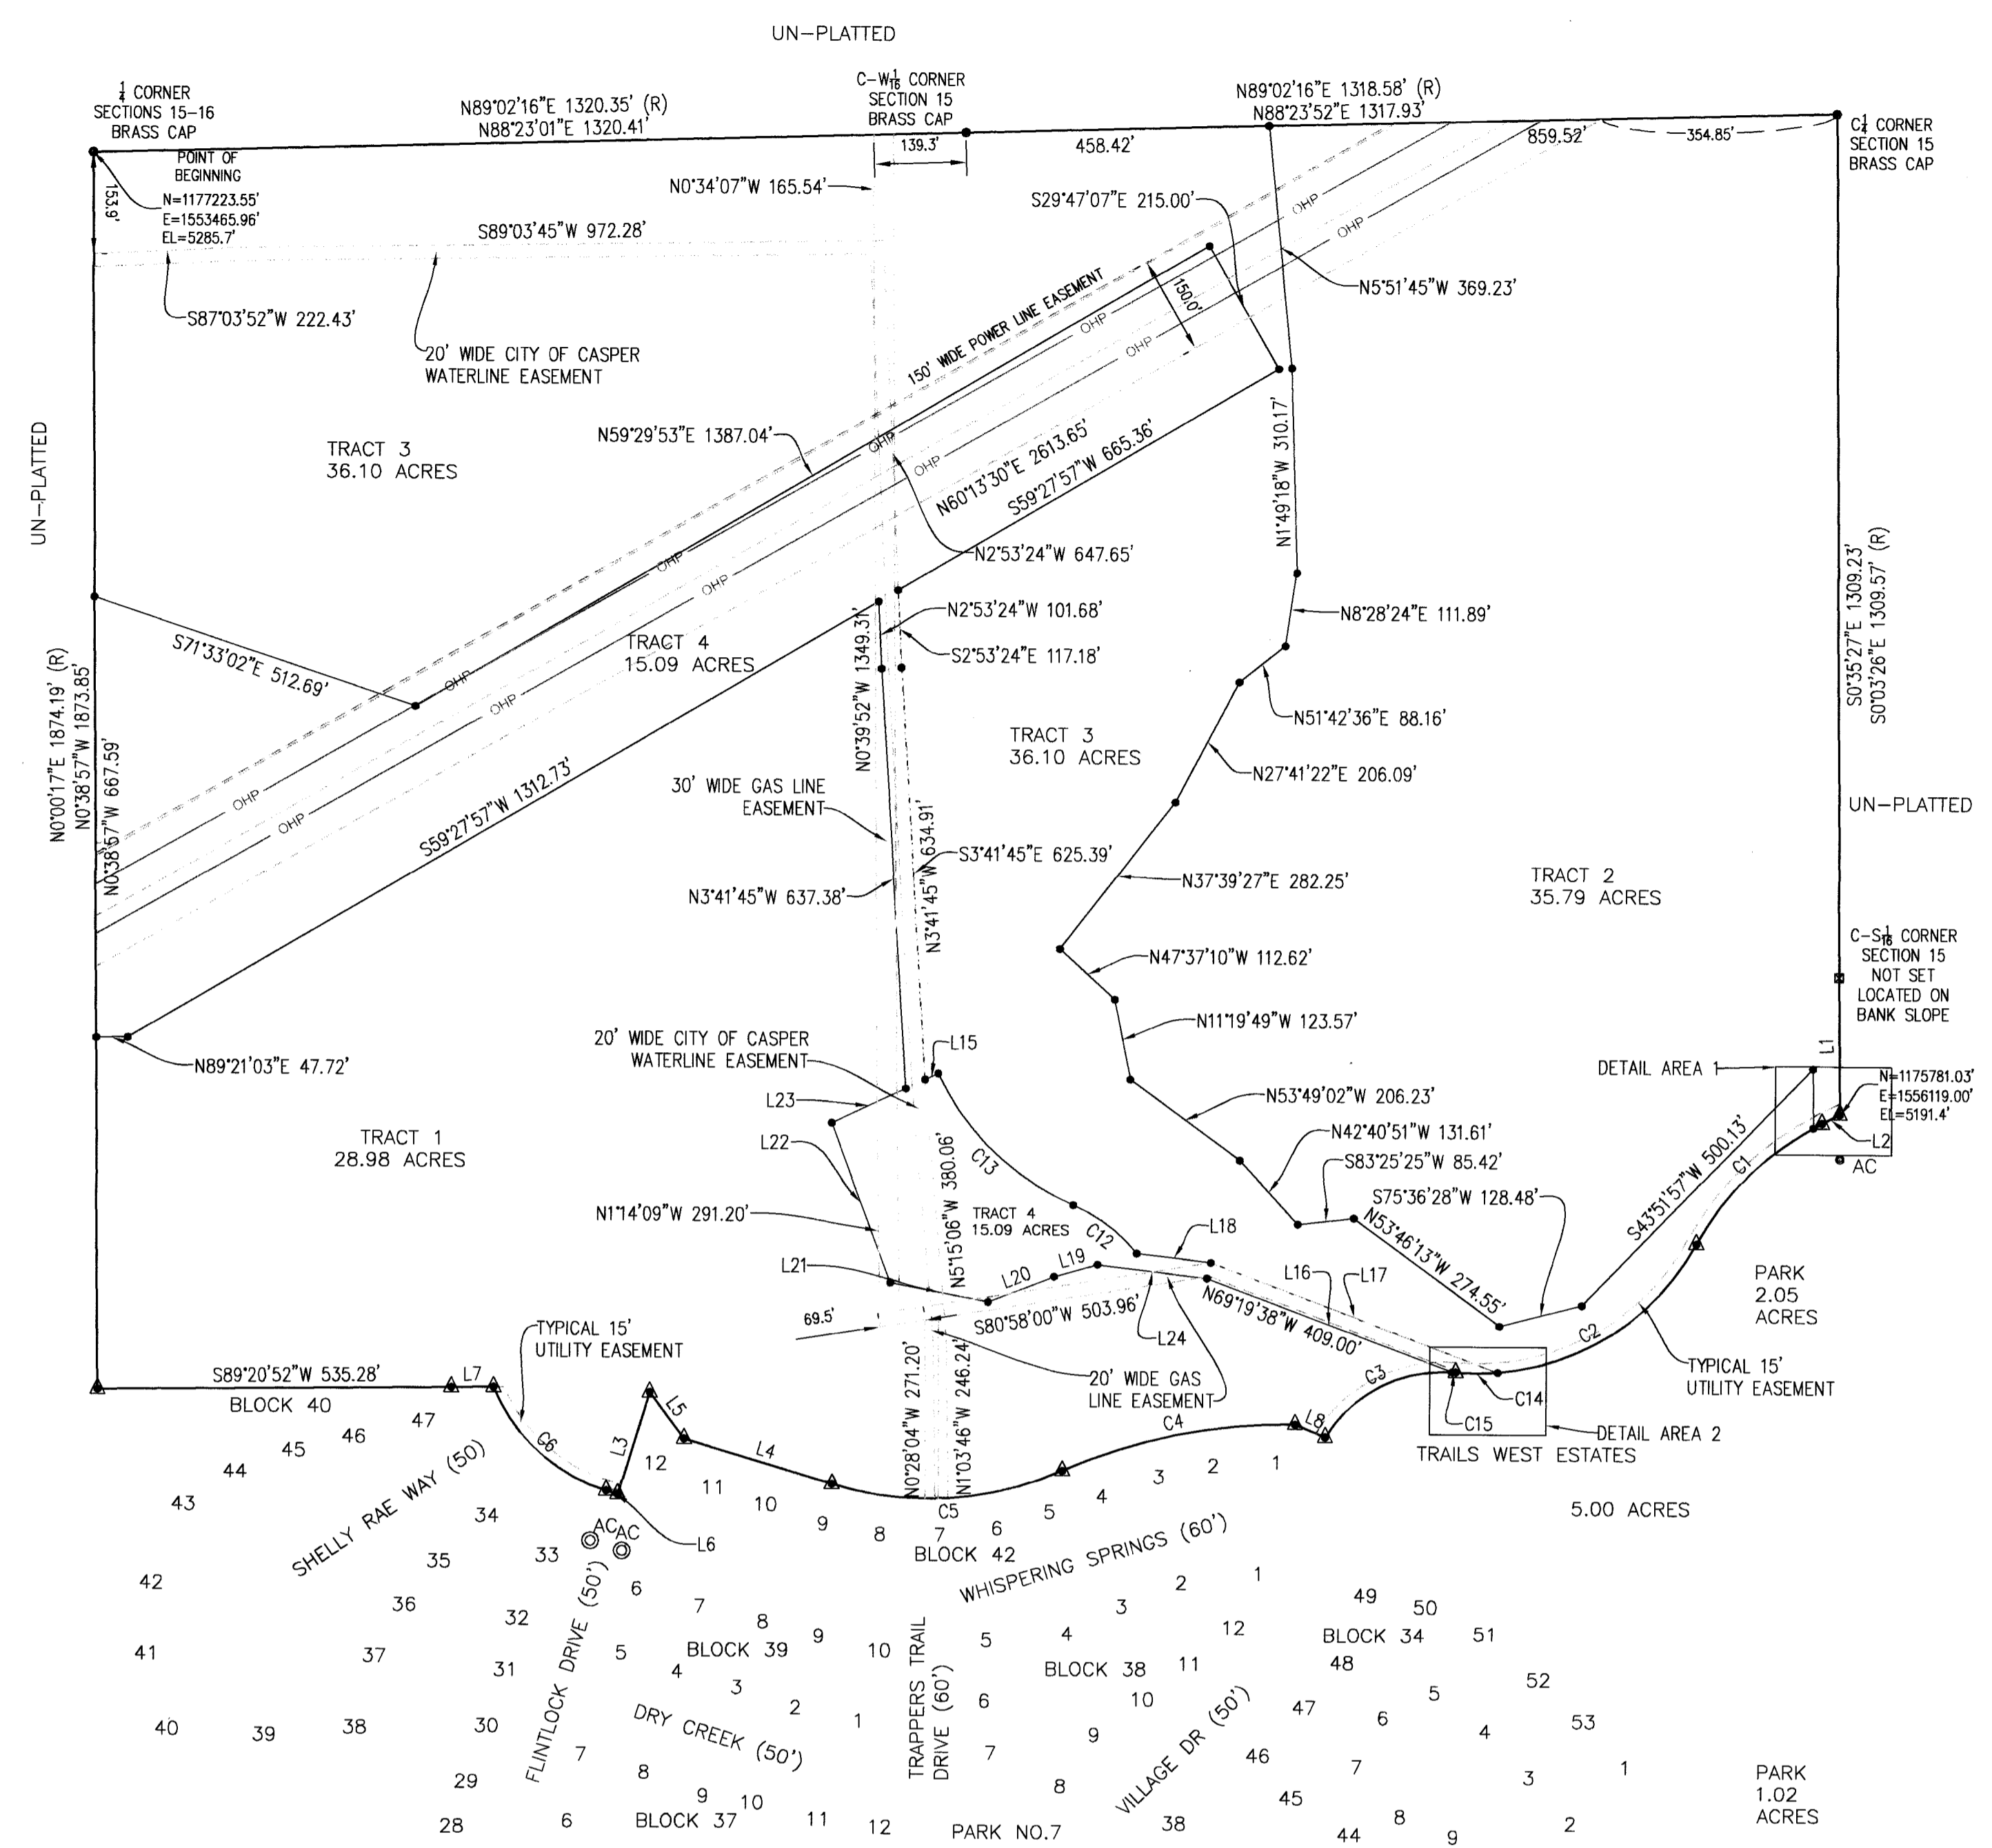 UN-PLATTED
1/4 CORNER
SECTIONS 15-16
BRASS CAP
N89°02'16"E 1320.35' (R)
N88°23'01"E 1320.41'
C-W 1/16 CORNER
SECTION 15
BRASS CAP
N89°02'16"E 1318.58' (R)
N88°23'52"E 1317.93'
C 1/4 CORNER
SECTION 15
BRASS CAP
139.3'
458.42'
859.52'
354.85'
POINT OF
BEGINNING
N=1177223.55'
E=1553465.96'
EL=5285.7'
153.9'
N0°34'07"W 165.54'
S29°47'07"E 215.00'
S89°03'45"W 972.28'
S87°03'52"W 222.43'
20' WIDE CITY OF CASPER
WATERLINE EASEMENT
150' WIDE POWER LINE EASEMENT
150.0'
OHP
OHP
OHP
OHP
OHP
OHP
OHP
OHP
OHP
OHP
OHP
OHP
OHP
N5°51'45"W 369.23'
UN-PLATTED
TRACT 3
36.10 ACRES
N59°29'53"E 1387.04'
N60°13'30"E 2613.65'
S59°27'57"W 665.36'
N1°49'18"W 310.17'
N2°53'24"W 647.65'
N2°53'24"W 101.68'
S2°53'24"E 117.18'
N8°28'24"E 111.89'
S0°35'27"E 1309.23'
S0°03'26"E 1309.57' (R)
S71°33'02"E 512.69'
TRACT 4
15.09 ACRES
N0°39'52"W 1349.31'
N51°42'36"E 88.16'
N0°00'17"E 1874.19' (R)
N0°38'57"W 1873.85'
N0°38'57"W 667.59'
S59°27'57"W 1312.73'
TRACT 3
36.10 ACRES
N27°41'22"E 206.09'
30' WIDE GAS LINE
EASEMENT
UN-PLATTED
N3°41'45"W 634.91'
S3°41'45"E 625.39'
N3°41'45"W 637.38'
N37°39'27"E 282.25'
TRACT 2
35.79 ACRES
N47°37'10"W 112.62'
C-S 1/16 CORNER
SECTION 15
NOT SET
LOCATED ON
BANK SLOPE
N11°19'49"W 123.57'
20' WIDE CITY OF CASPER
WATERLINE EASEMENT
L15
N89°21'03"E 47.72'
L1
DETAIL AREA 1
N=1175781.03'
E=1556119.00'
EL=5191.4'
L2
AC
L23
N53°49'02"W 206.23'
N42°40'51"W 131.61'
TRACT 1
28.98 ACRES
L22
C13
S83°25'25"W 85.42'
S43°51'57"W 500.13'
C1
S75°36'28"W 128.48'
N1°14'09"W 291.20'
N5°15'06"W 380.06'
TRACT 4
15.09 ACRES
C12
L18
N53°46'13"W 274.55'
L21
L20
L19
L16
L17
PARK
2.05
ACRES
69.5'
S80°58'00"W 503.96'
N69°19'38"W 409.00'
L24
C2
TYPICAL 15'
UTILITY EASEMENT
TYPICAL 15'
UTILITY EASEMENT
S89°20'52"W 535.28'
L7
L5
L3
C6
L4
N0°28'04"W 271.20'
N1°03'46"W 246.24'
20' WIDE GAS
LINE EASEMENT
C3
C14
C15
L8
C4
DETAIL AREA 2
TRAILS WEST ESTATES
5.00 ACRES
BLOCK 40
47
46
45
44
43
12
11
10
9
8
7
6
5
4
3
2
1
C5
BLOCK 42
SHELLY RAE WAY (50)
34
33
AC
AC
L6
35
WHISPERING SPRINGS (60')
42
36
32
FLINTLOCK DRIVE (50')
6
7
8
9
10
BLOCK 39
3
2
1
49
50
51
41
37
31
5
4
3
2
1
TRAPPERS TRAIL
DRIVE (60')
5
4
12
BLOCK 34
BLOCK 38
11
48
52
40
39
38
30
DRY CREEK (50')
6
10
47
5
53
7
9
6
4
29
8
7
VILLAGE DR (50')
46
7
3
1
28
6
9
10
BLOCK 37
11
12
8
PARK NO.7
38
45
44
8
9
2
PARK
1.02
ACRES